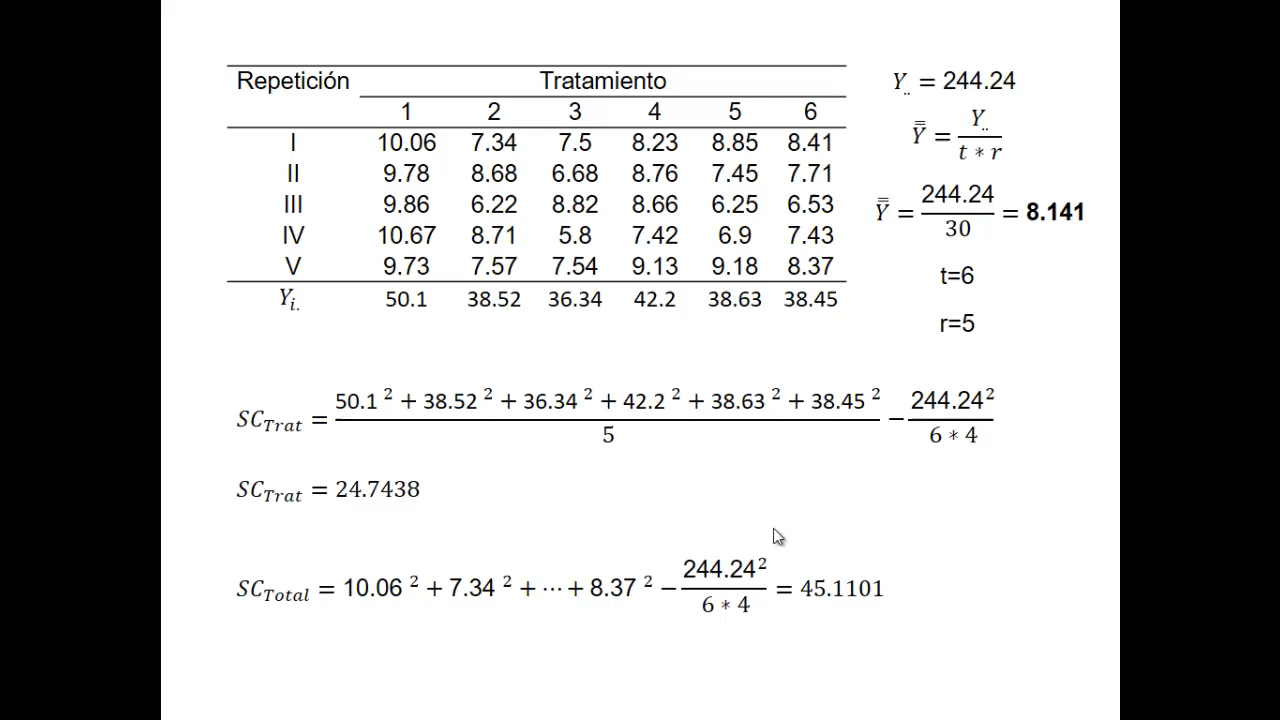 Repetición Tratamiento
1 2 3 4 5 6
I 10.06 7.34 7.5 8.23 8.85 8.41
II 9.78 8.68 6.68 8.76 7.45 7.71
III 9.86 6.22 8.82 8.66 6.25 6.53
IV 10.67 8.71 5.8 7.42 6.9 7.43
V 9.73 7.57 7.54 9.13 9.18 8.37
Yi. 50.1 38.52 36.34 42.2 38.63 38.45
Y.. = 244.24
Y̿ = Y.. / t ∗ r
Y̿ = 244.24 / 30 = 8.141
t=6
r=5
SC_Trat = 50.1² + 38.52² + 36.34² + 42.2² + 38.63² + 38.45² / 5 − 244.24² / 6 ∗ 4
SC_Trat = 24.7438
SC_Total = 10.06² + 7.34² + ⋯ + 8.37² − 244.24² / 6 ∗ 4 = 45.1101